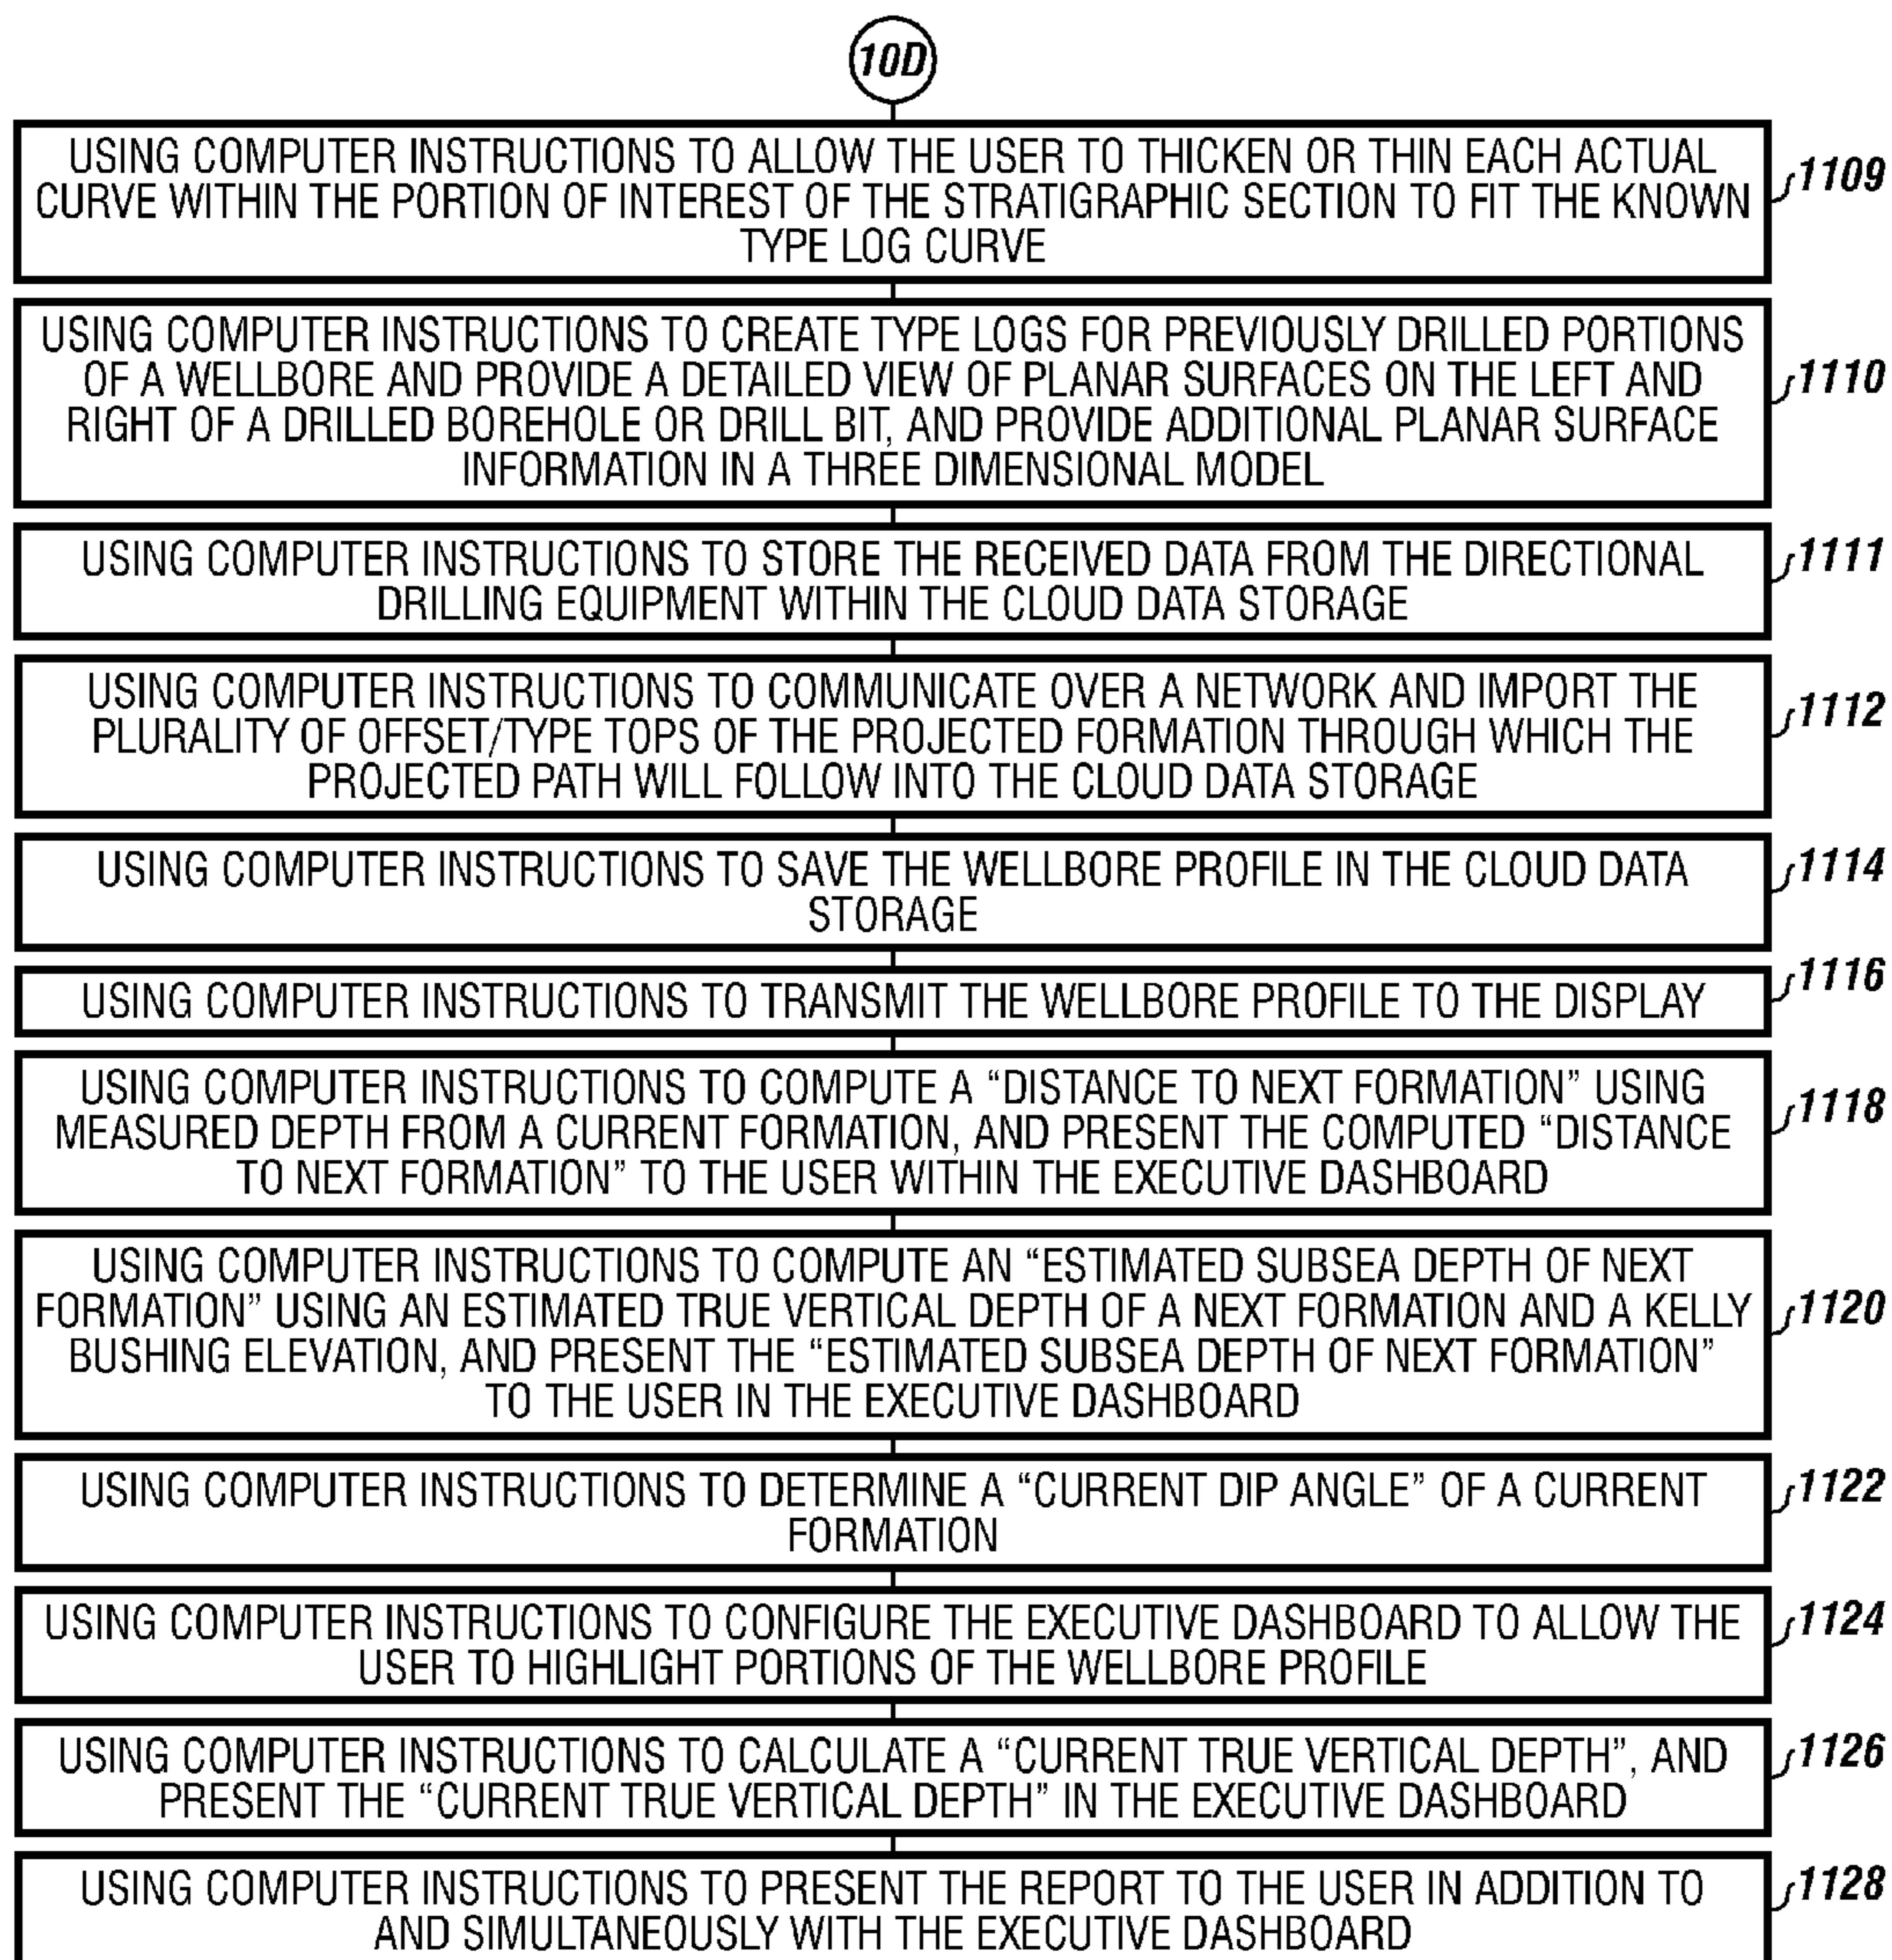 10D
USING COMPUTER INSTRUCTIONS TO ALLOW THE USER TO THICKEN OR THIN EACH ACTUAL
CURVE WITHIN THE PORTION OF INTEREST OF THE STRATIGRAPHIC SECTION TO FIT THE KNOWN
TYPE LOG CURVE
1109
USING COMPUTER INSTRUCTIONS TO CREATE TYPE LOGS FOR PREVIOUSLY DRILLED PORTIONS
OF A WELLBORE AND PROVIDE A DETAILED VIEW OF PLANAR SURFACES ON THE LEFT AND
RIGHT OF A DRILLED BOREHOLE OR DRILL BIT, AND PROVIDE ADDITIONAL PLANAR SURFACE
INFORMATION IN A THREE DIMENSIONAL MODEL
1110
USING COMPUTER INSTRUCTIONS TO STORE THE RECEIVED DATA FROM THE DIRECTIONAL
DRILLING EQUIPMENT WITHIN THE CLOUD DATA STORAGE
1111
USING COMPUTER INSTRUCTIONS TO COMMUNICATE OVER A NETWORK AND IMPORT THE
PLURALITY OF OFFSET/TYPE TOPS OF THE PROJECTED FORMATION THROUGH WHICH THE
PROJECTED PATH WILL FOLLOW INTO THE CLOUD DATA STORAGE
1112
USING COMPUTER INSTRUCTIONS TO SAVE THE WELLBORE PROFILE IN THE CLOUD DATA
STORAGE
1114
USING COMPUTER INSTRUCTIONS TO TRANSMIT THE WELLBORE PROFILE TO THE DISPLAY
1116
USING COMPUTER INSTRUCTIONS TO COMPUTE A “DISTANCE TO NEXT FORMATION” USING
MEASURED DEPTH FROM A CURRENT FORMATION, AND PRESENT THE COMPUTED “DISTANCE
TO NEXT FORMATION” TO THE USER WITHIN THE EXECUTIVE DASHBOARD
1118
USING COMPUTER INSTRUCTIONS TO COMPUTE AN “ESTIMATED SUBSEA DEPTH OF NEXT
FORMATION” USING AN ESTIMATED TRUE VERTICAL DEPTH OF A NEXT FORMATION AND A KELLY
BUSHING ELEVATION, AND PRESENT THE “ESTIMATED SUBSEA DEPTH OF NEXT FORMATION”
TO THE USER IN THE EXECUTIVE DASHBOARD
1120
USING COMPUTER INSTRUCTIONS TO DETERMINE A “CURRENT DIP ANGLE” OF A CURRENT
FORMATION
1122
USING COMPUTER INSTRUCTIONS TO CONFIGURE THE EXECUTIVE DASHBOARD TO ALLOW THE
USER TO HIGHLIGHT PORTIONS OF THE WELLBORE PROFILE
1124
USING COMPUTER INSTRUCTIONS TO CALCULATE A “CURRENT TRUE VERTICAL DEPTH”, AND
PRESENT THE “CURRENT TRUE VERTICAL DEPTH” IN THE EXECUTIVE DASHBOARD
1126
USING COMPUTER INSTRUCTIONS TO PRESENT THE REPORT TO THE USER IN ADDITION TO
AND SIMULTANEOUSLY WITH THE EXECUTIVE DASHBOARD
1128